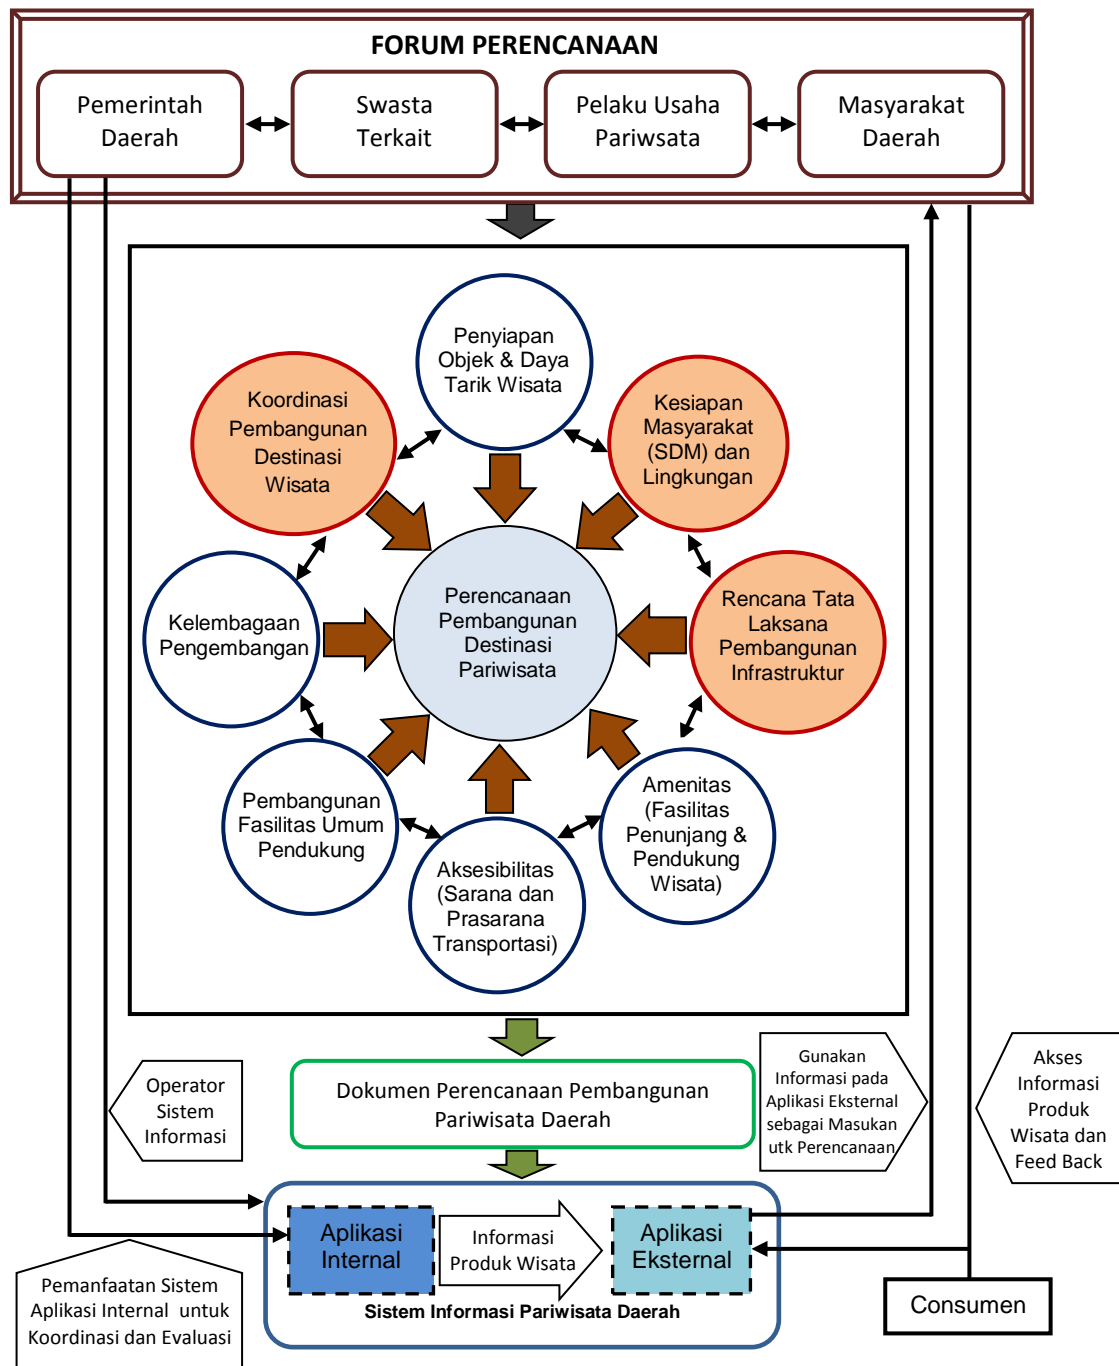 FORUM PERENCANAAN
Pemerintah
Daerah
Swasta
Terkait
Pelaku Usaha
Pariwsata
Masyarakat
Daerah
Penyiapan
Objek & Daya
Tarik Wisata
Koordinasi
Pembangunan
Destinasi
Wisata
Kesiapan
Masyarakat
(SDM) dan
Lingkungan
Kelembagaan
Pengembangan
Perencanaan
Pembangunan
Destinasi
Pariwisata
Rencana Tata
Laksana
Pembangunan
Infrastruktur
Pembangunan
Fasilitas Umum
Pendukung
Aksesibilitas
(Sarana dan
Prasarana
Transportasi)
Amenitas
(Fasilitas
Penunjang &
Pendukung
Wisata)
Operator
Sistem
Informasi
Dokumen Perencanaan Pembangunan
Pariwisata Daerah
Gunakan
Informasi pada
Aplikasi Eksternal
sebagai Masukan
utk Perencanaan
Akses
Informasi
Produk
Wisata dan
Feed Back
Aplikasi
Internal
Informasi
Produk Wisata
Aplikasi
Eksternal
Sistem Informasi Pariwisata Daerah
Pemanfaatan Sistem
Aplikasi Internal untuk
Koordinasi dan Evaluasi
Consumen